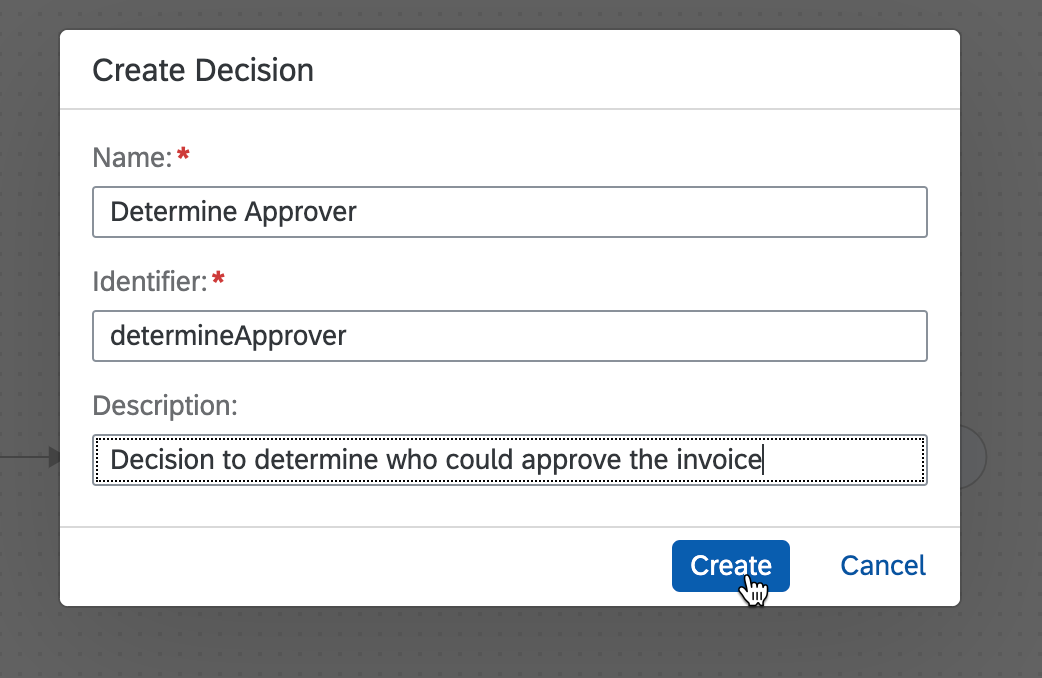 Create Decision
Name: *
Determine Approver
Identifier: *
determineApprover
Description:
Decision to determine who could approve the invoice
Create Cancel